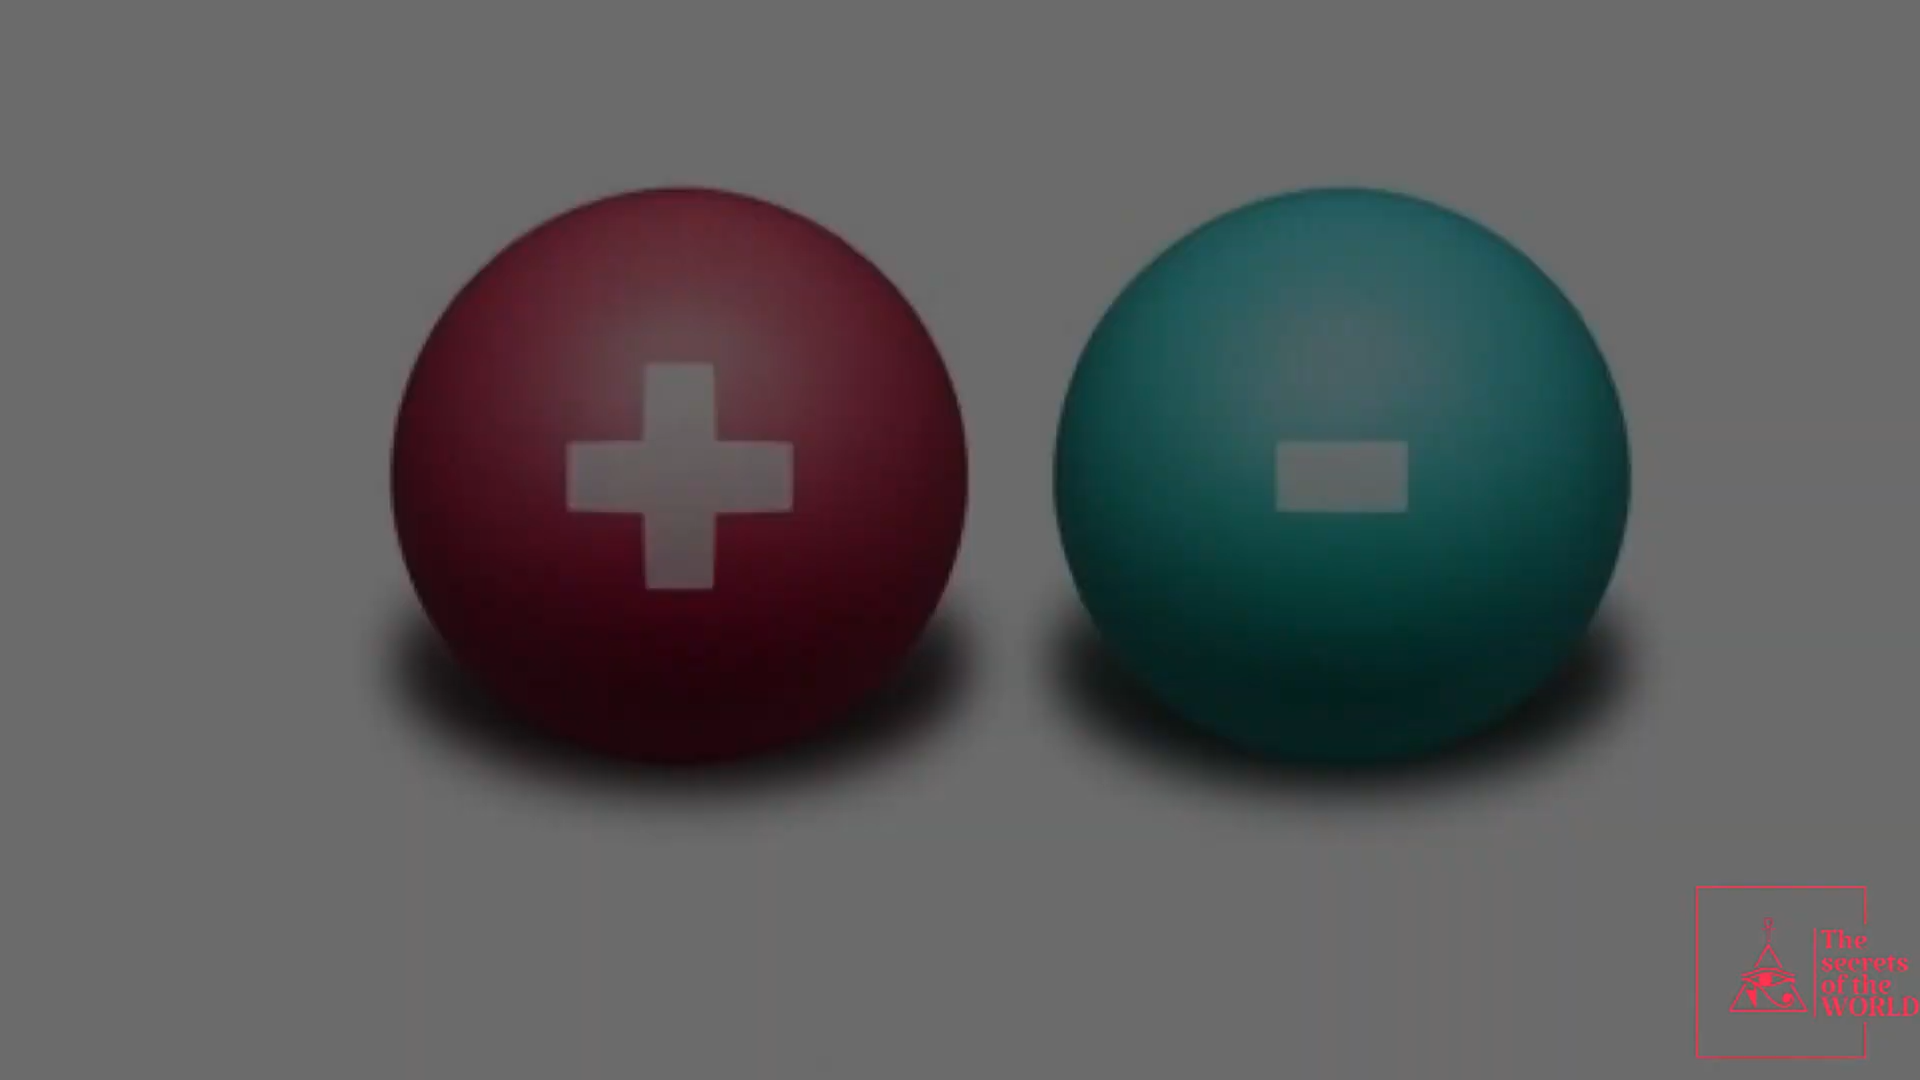 +
-
The
secrets
of the
WORLD